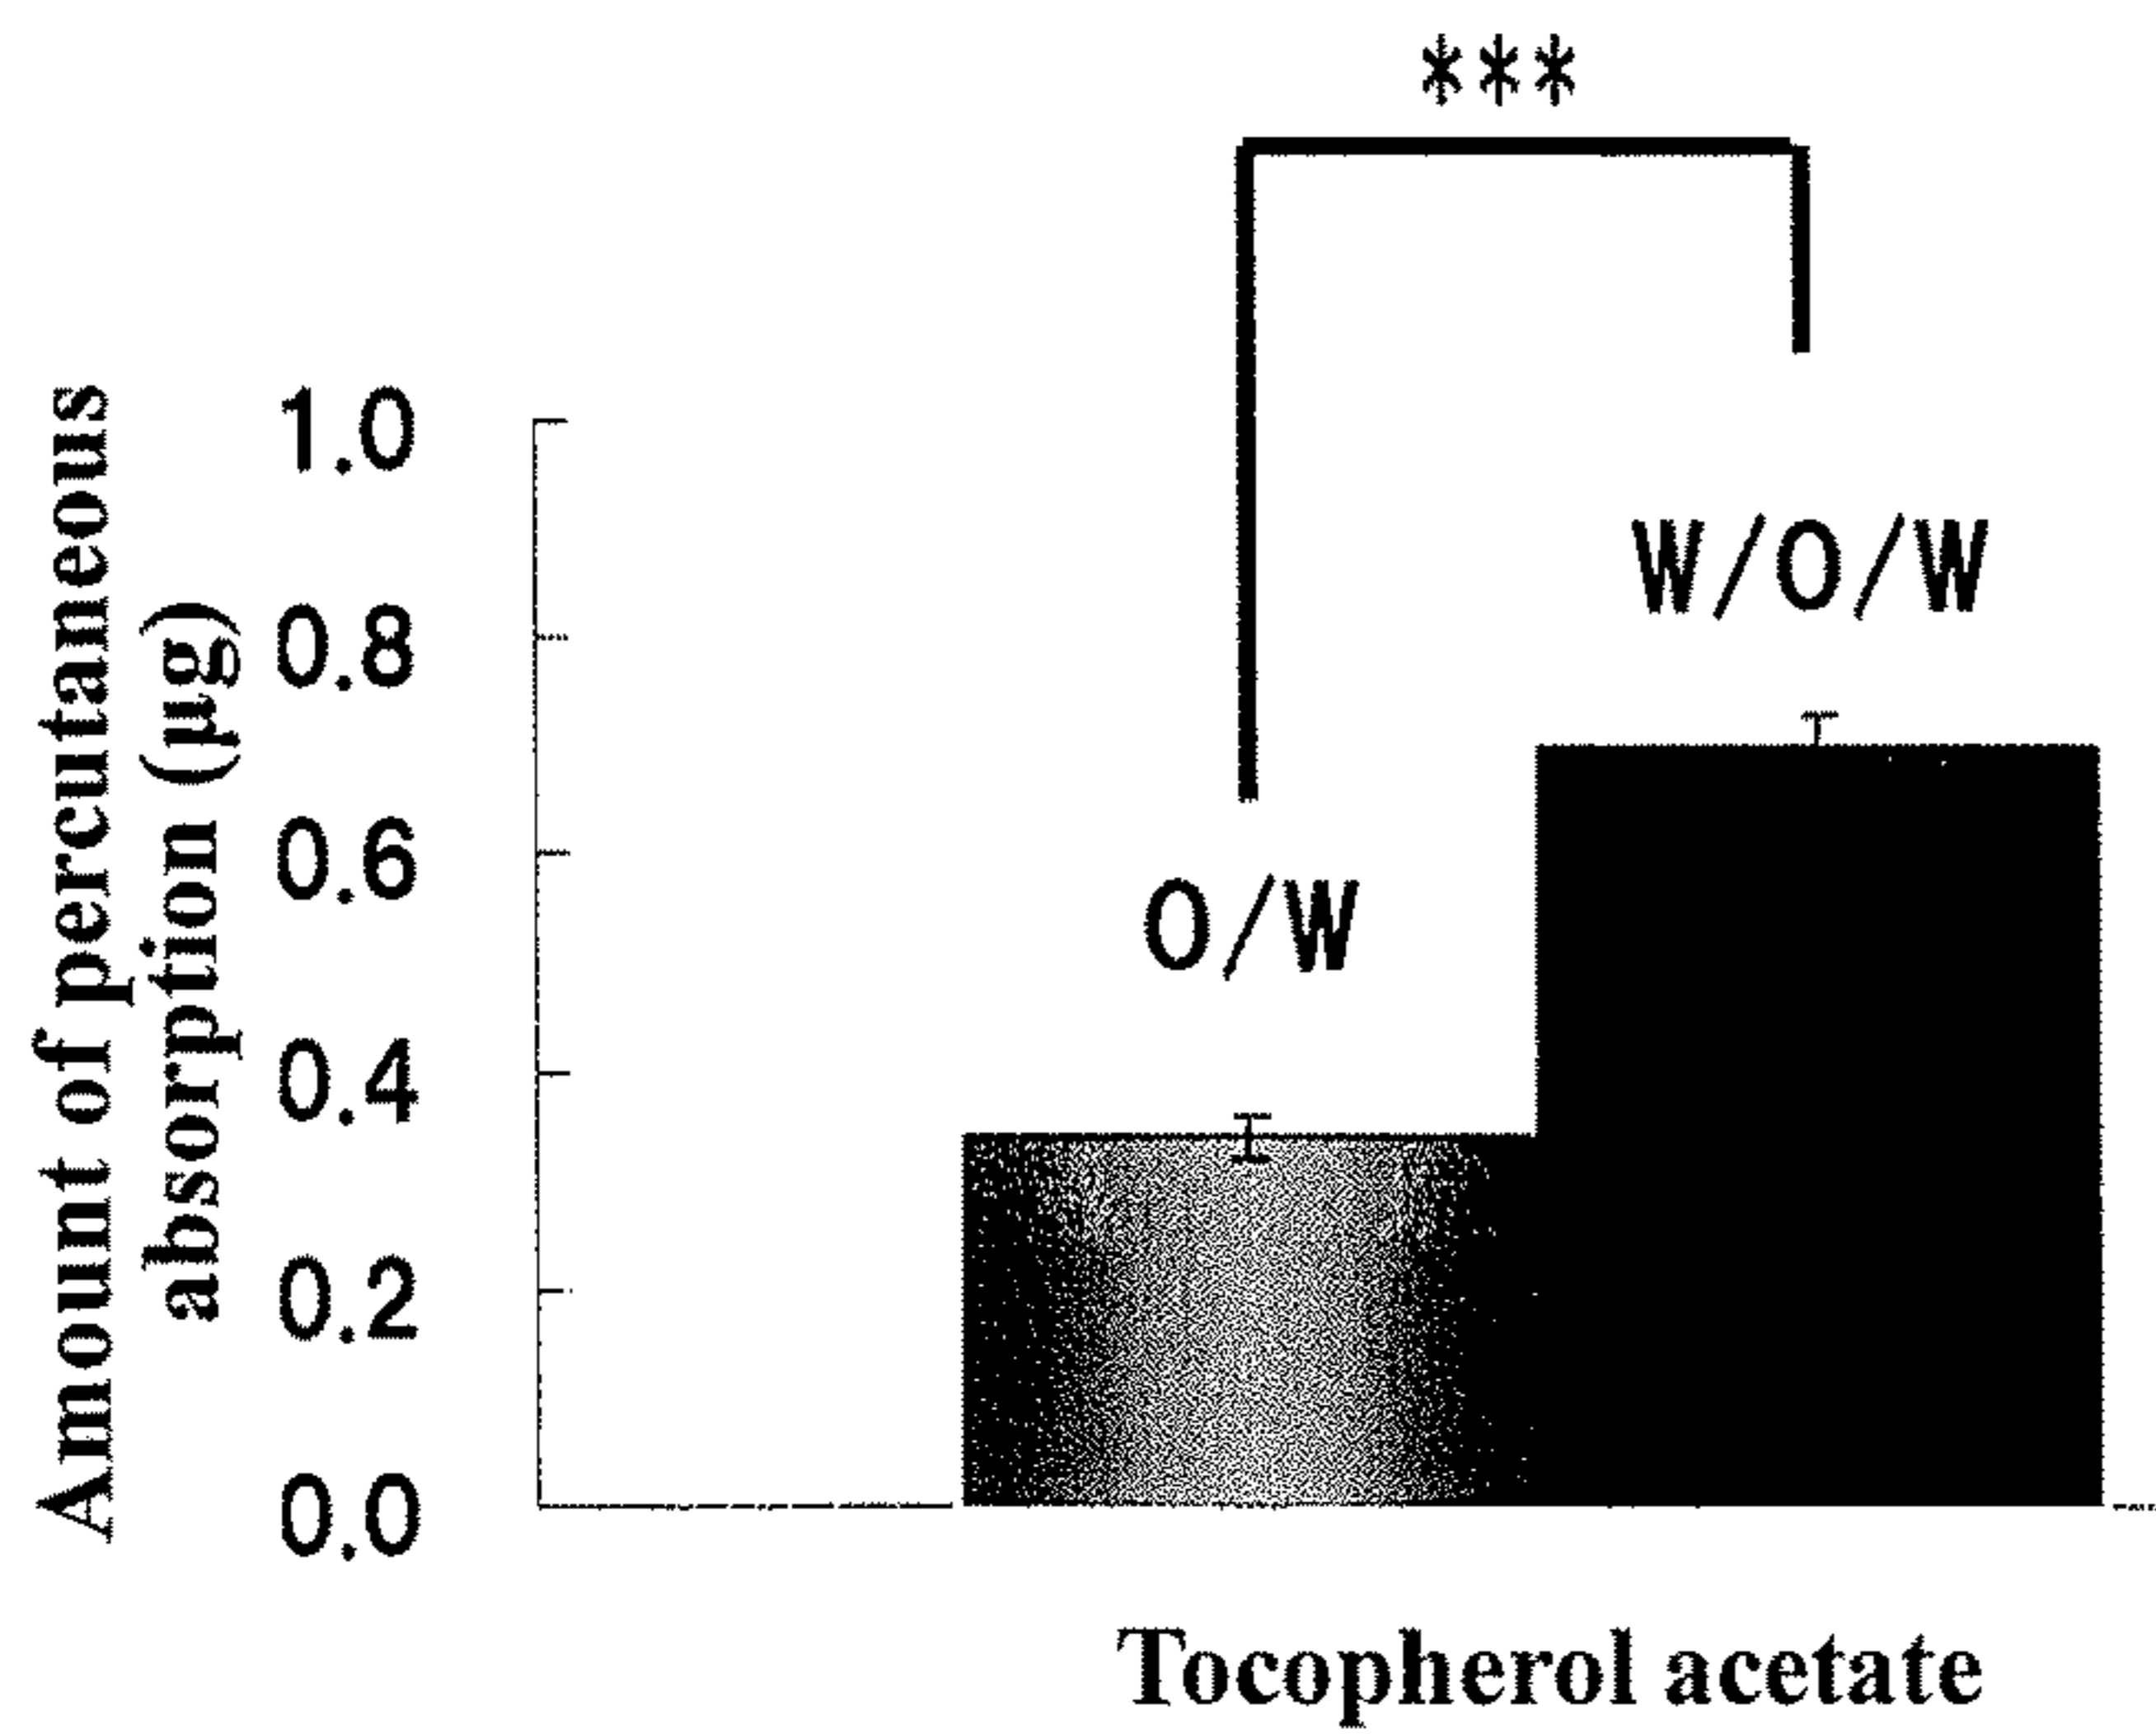 ***
Amount of percutaneous
absorption (μg)
1.0
0.8
0.6
0.4
0.2
0.0
W/O/W
O/W
Tocopherol acetate